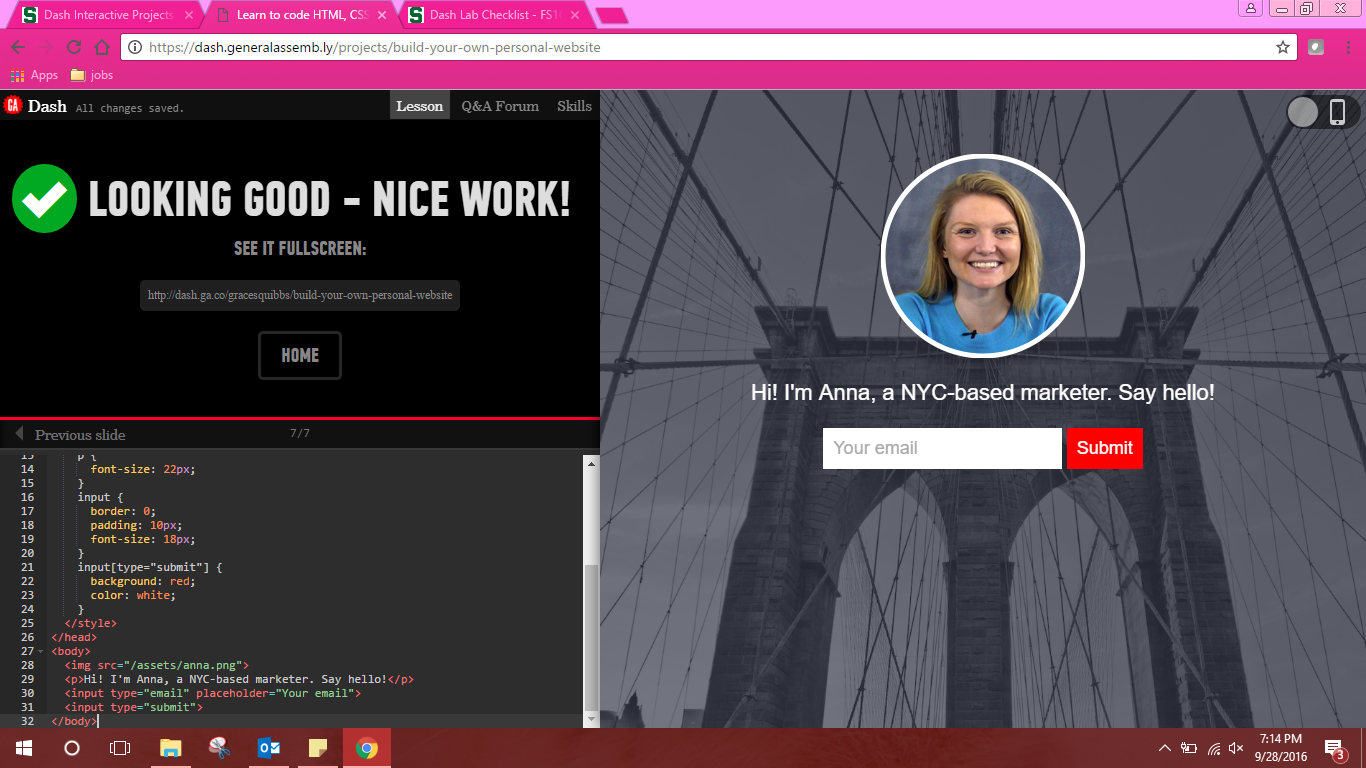 Dash Interactive Projects
Learn to code HTML, CSS
Dash Lab Checklist - FS1
https://dash.generalassemb.ly/projects/build-your-own-personal-website
Apps
jobs
GA
Dash
All changes saved.
Lesson
Q&A Forum
Skills
LOOKING GOOD - NICE WORK!
SEE IT FULLSCREEN:
http://dash.ga.co/gracesquibbs/build-your-own-personal-website
HOME
Previous slide
7/7
13 p {
14 font-size: 22px;
15 }
16 input {
17 border: 0;
18 padding: 10px;
19 font-size: 18px;
20 }
21 input[type="submit"] {
22 background: red;
23 color: white;
24 }
25 </style>
26 </head>
27 <body>
28 <img src="/assets/anna.png">
29 <p>Hi! I'm Anna, a NYC-based marketer. Say hello!</p>
30 <input type="email" placeholder="Your email">
31 <input type="submit">
32 </body>
Hi! I'm Anna, a NYC-based marketer. Say hello!
Your email
Submit
7:14 PM
9/28/2016
3